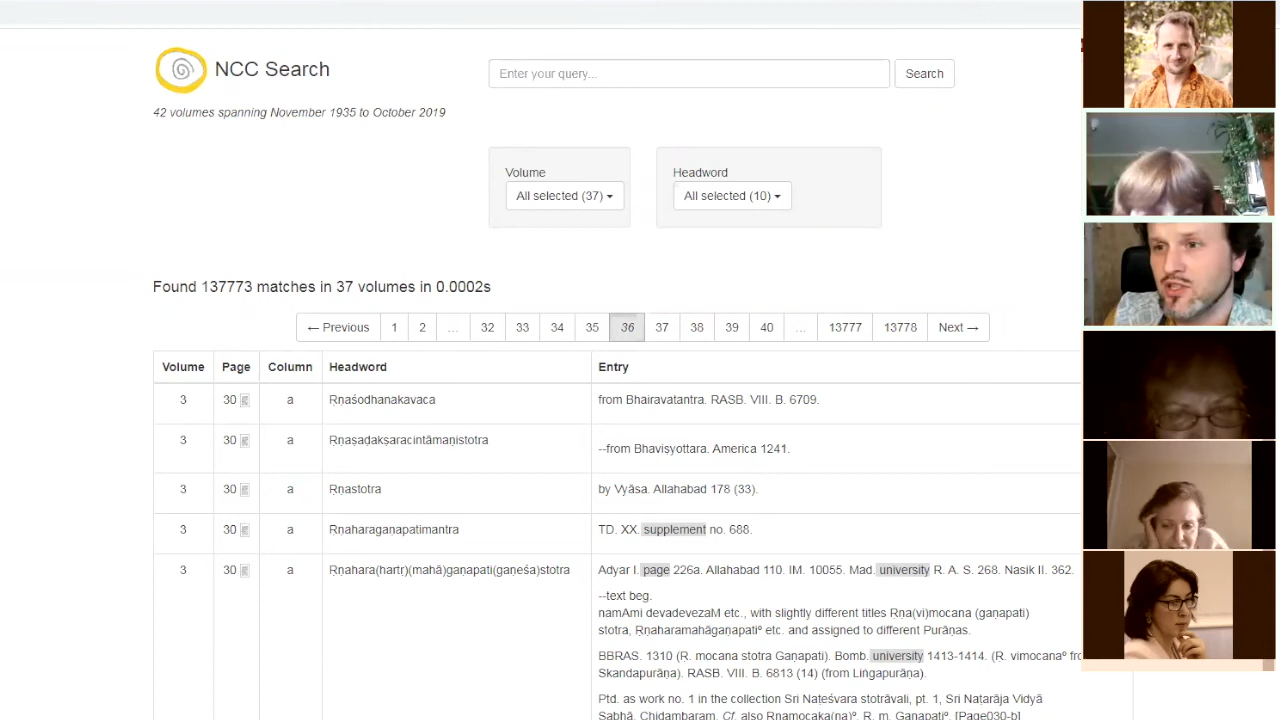 NCC Search
Enter your query...
Search
42 volumes spanning November 1935 to October 2019
Volume
All selected (37)
Headword
All selected (10)
Found 137773 matches in 37 volumes in 0.0002s
← Previous 1 2 ... 32 33 34 35 36 37 38 39 40 ... 13777 13778 Next →
Volume Page Column Headword Entry
3 30 a Ṛṇaśodhanakavaca from Bhairavatantra. RASB. VIII. B. 6709.
3 30 a Ṛṇaṣaḍakṣaracintāmaṇistotra --from Bhaviṣyottara. America 1241.
3 30 a Ṛṇastotra by Vyāsa. Allahabad 178 (33).
3 30 a Ṛṇaharagaṇapatimantra TD. XX. supplement no. 688.
3 30 a Ṛṇahara(hartṛ)(mahā)gaṇapati(gaṇeśa)stotra Adyar I. page 226a. Allahabad 110. IM. 10055. Mad. university R. A. S. 268. Nasik II. 362.
--text beg.
namAmi devadevezaM etc., with slightly different titles Ṛṇa(vi)mocana (gaṇapati)
stotra, Ṛṇaharamahāgaṇapatiº etc. and assigned to different Purāṇas.
BBRAS. 1310 (Ṛ. mocana stotra Gaṇapati). Bomb. university 1413-1414. (R. vimocanaº
Skandapurāṇa). RASB. VIII. B. 6813 (14) (from Liṅgapurāṇa).
Ptd. as work no. 1 in the collection Sri Naṭeśvara stotrāvali, pt. 1, Sri Naṭarāja Vidyā
Sabhā, Chidambaram. Cf. also Ṛṇamocaka(na)º. R. m. Gaṇapatiº. [Page030-b]